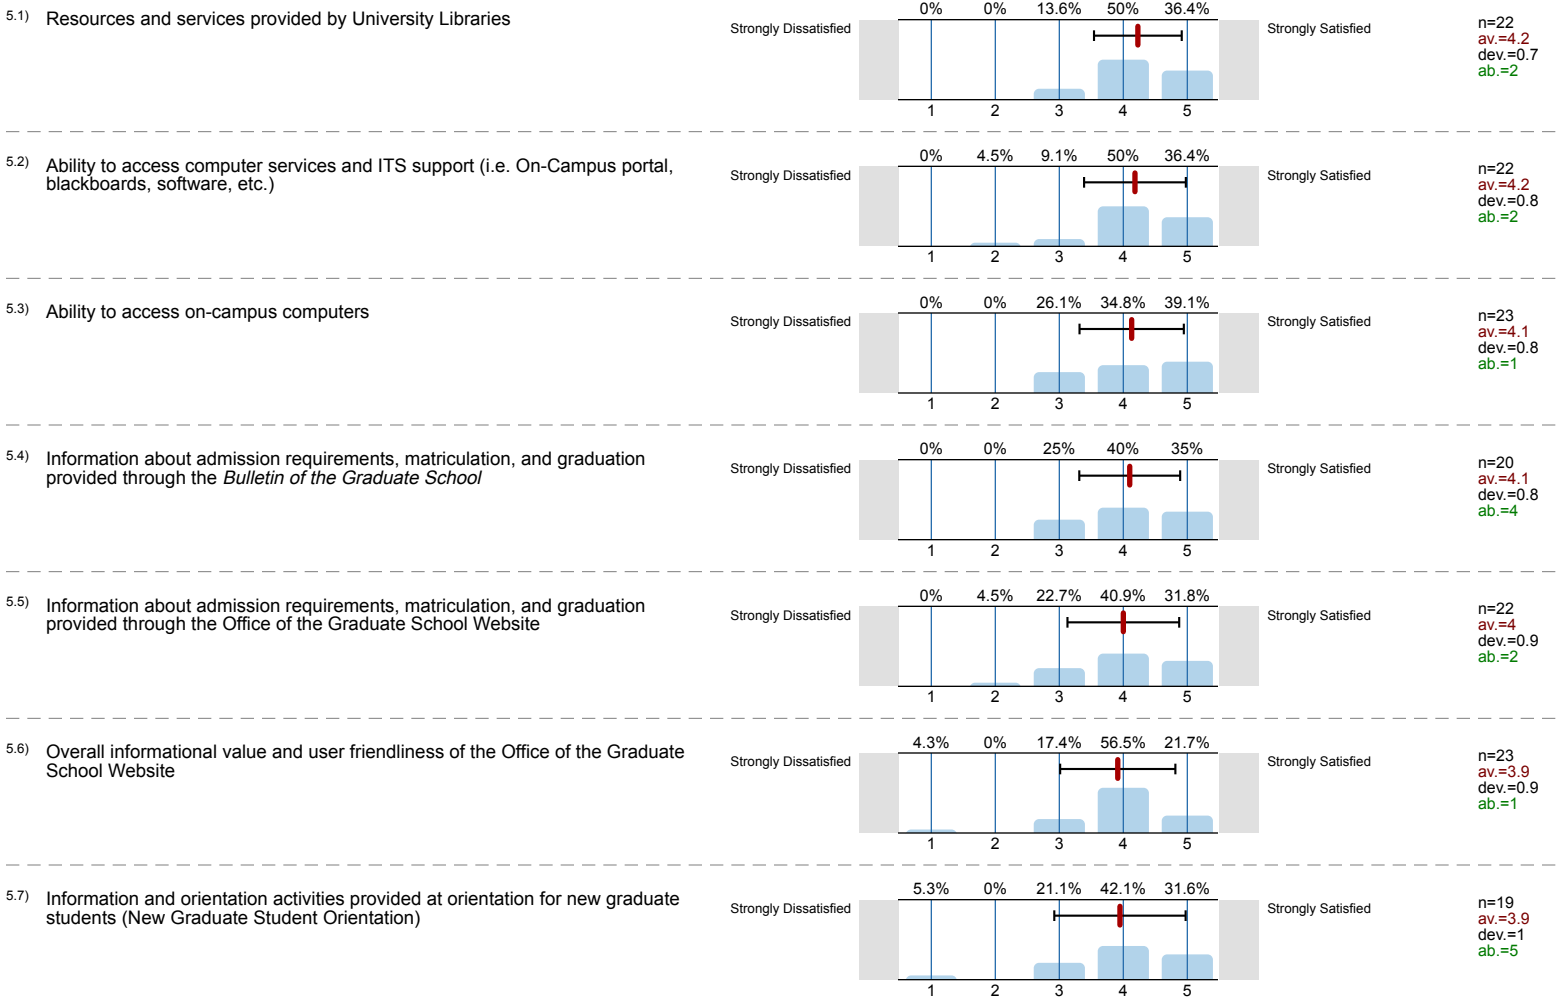 5.1) Resources and services provided by University Libraries
0% 0% 13.6% 50% 36.4%
Strongly Dissatisfied Strongly Satisfied
n=22
av.=4.2
dev.=0.7
ab.=2
1 2 3 4 5
5.2) Ability to access computer services and ITS support (i.e. On-Campus portal,
blackboards, software, etc.)
0% 4.5% 9.1% 50% 36.4%
Strongly Dissatisfied Strongly Satisfied
n=22
av.=4.2
dev.=0.8
ab.=2
1 2 3 4 5
5.3) Ability to access on-campus computers
0% 0% 26.1% 34.8% 39.1%
Strongly Dissatisfied Strongly Satisfied
n=23
av.=4.1
dev.=0.8
ab.=1
1 2 3 4 5
5.4) Information about admission requirements, matriculation, and graduation
provided through the Bulletin of the Graduate School
0% 0% 25% 40% 35%
Strongly Dissatisfied Strongly Satisfied
n=20
av.=4.1
dev.=0.8
ab.=4
1 2 3 4 5
5.5) Information about admission requirements, matriculation, and graduation
provided through the Office of the Graduate School Website
0% 4.5% 22.7% 40.9% 31.8%
Strongly Dissatisfied Strongly Satisfied
n=22
av.=4
dev.=0.9
ab.=2
1 2 3 4 5
5.6) Overall informational value and user friendliness of the Office of the Graduate
School Website
4.3% 0% 17.4% 56.5% 21.7%
Strongly Dissatisfied Strongly Satisfied
n=23
av.=3.9
dev.=0.9
ab.=1
1 2 3 4 5
5.7) Information and orientation activities provided at orientation for new graduate
students (New Graduate Student Orientation)
5.3% 0% 21.1% 42.1% 31.6%
Strongly Dissatisfied Strongly Satisfied
n=19
av.=3.9
dev.=1
ab.=5
1 2 3 4 5